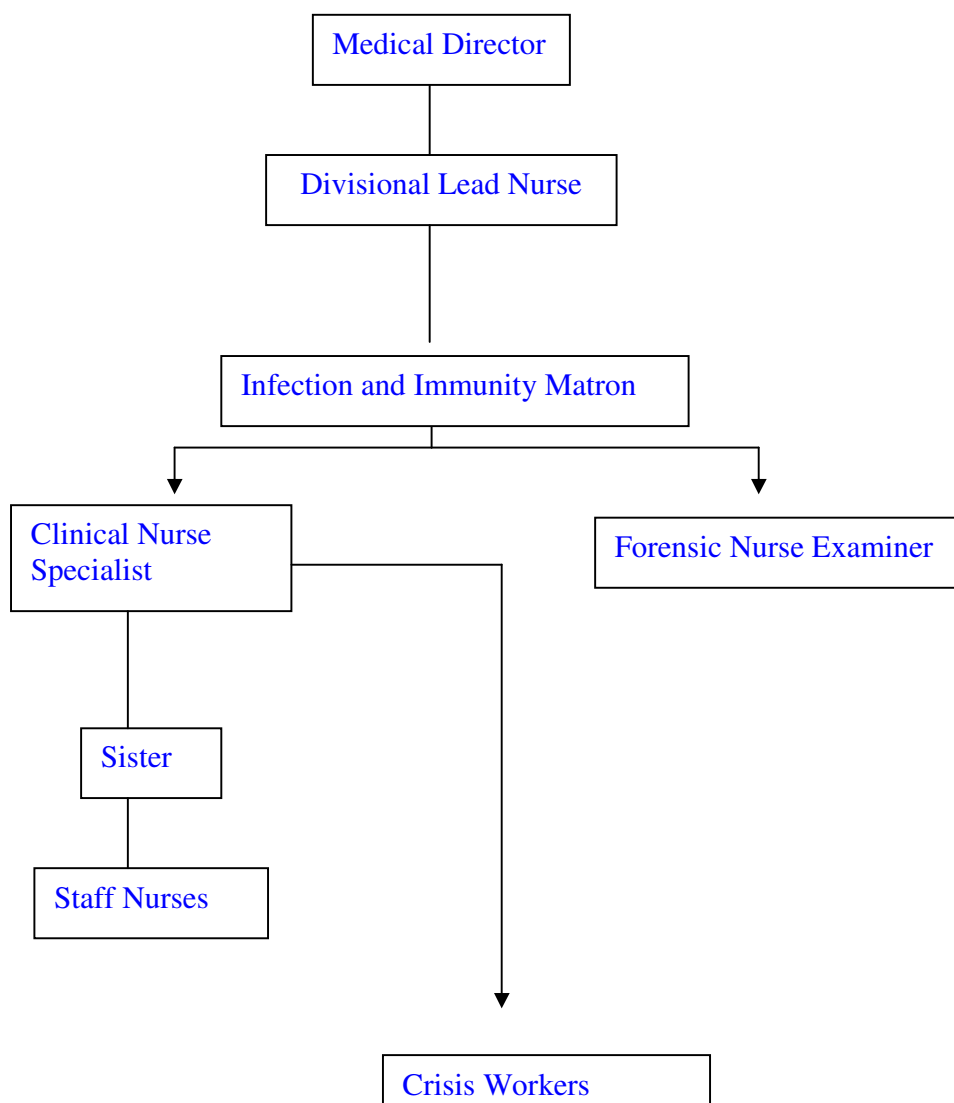 Medical Director
Divisional Lead Nurse
Infection and Immunity Matron
Clinical Nurse
Specialist
Forensic Nurse Examiner
Sister
Staff Nurses
Crisis Workers